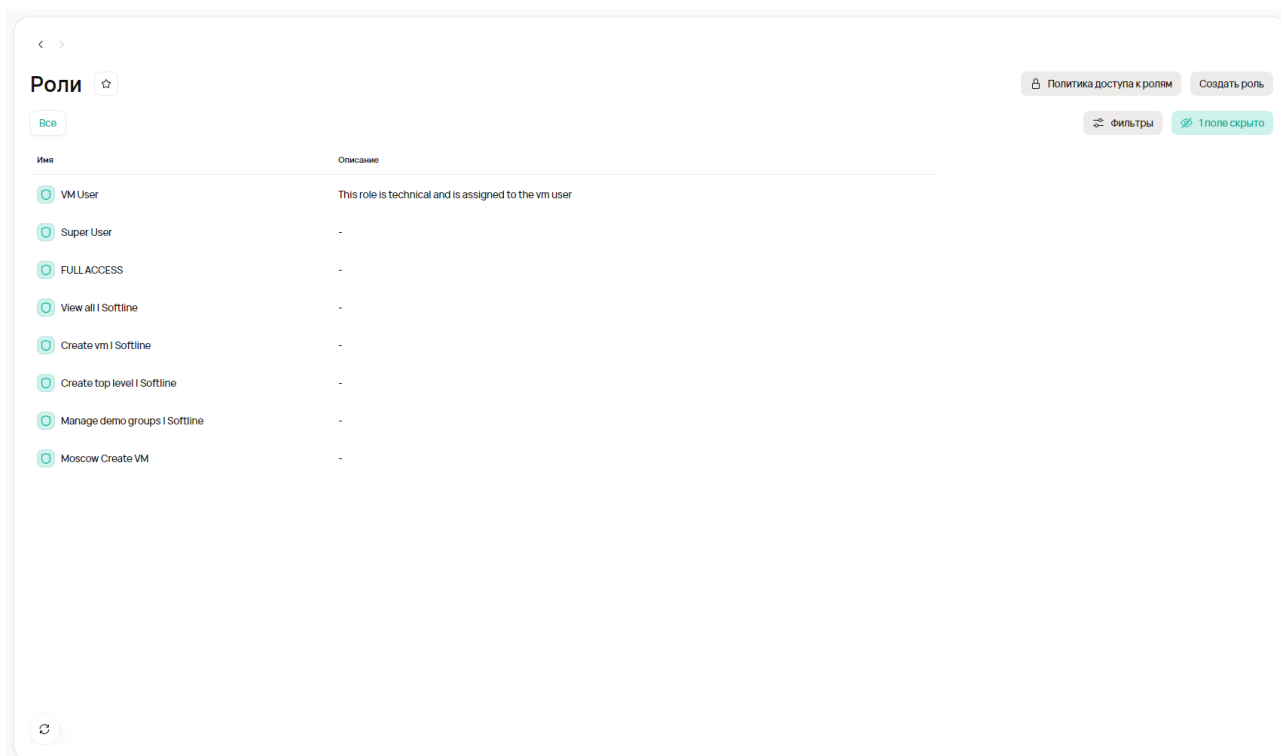 Роли
Политика доступа к ролям
Создать роль
Все
Фильтры
1 поле скрыто
Имя
Описание
VM User
This role is technical and is assigned to the vm user
Super User
-
FULL ACCESS
-
View all | Softline
-
Create vm | Softline
-
Create top level | Softline
-
Manage demo groups | Softline
-
Moscow Create VM
-